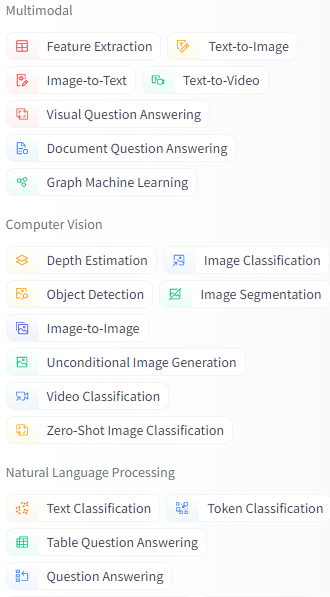 Multimodal
Feature Extraction Text-to-Image
Image-to-Text Text-to-Video
Visual Question Answering
Document Question Answering
Graph Machine Learning
Computer Vision
Depth Estimation Image Classification
Object Detection Image Segmentation
Image-to-Image
Unconditional Image Generation
Video Classification
Zero-Shot Image Classification
Natural Language Processing
Text Classification Token Classification
Table Question Answering
Question Answering